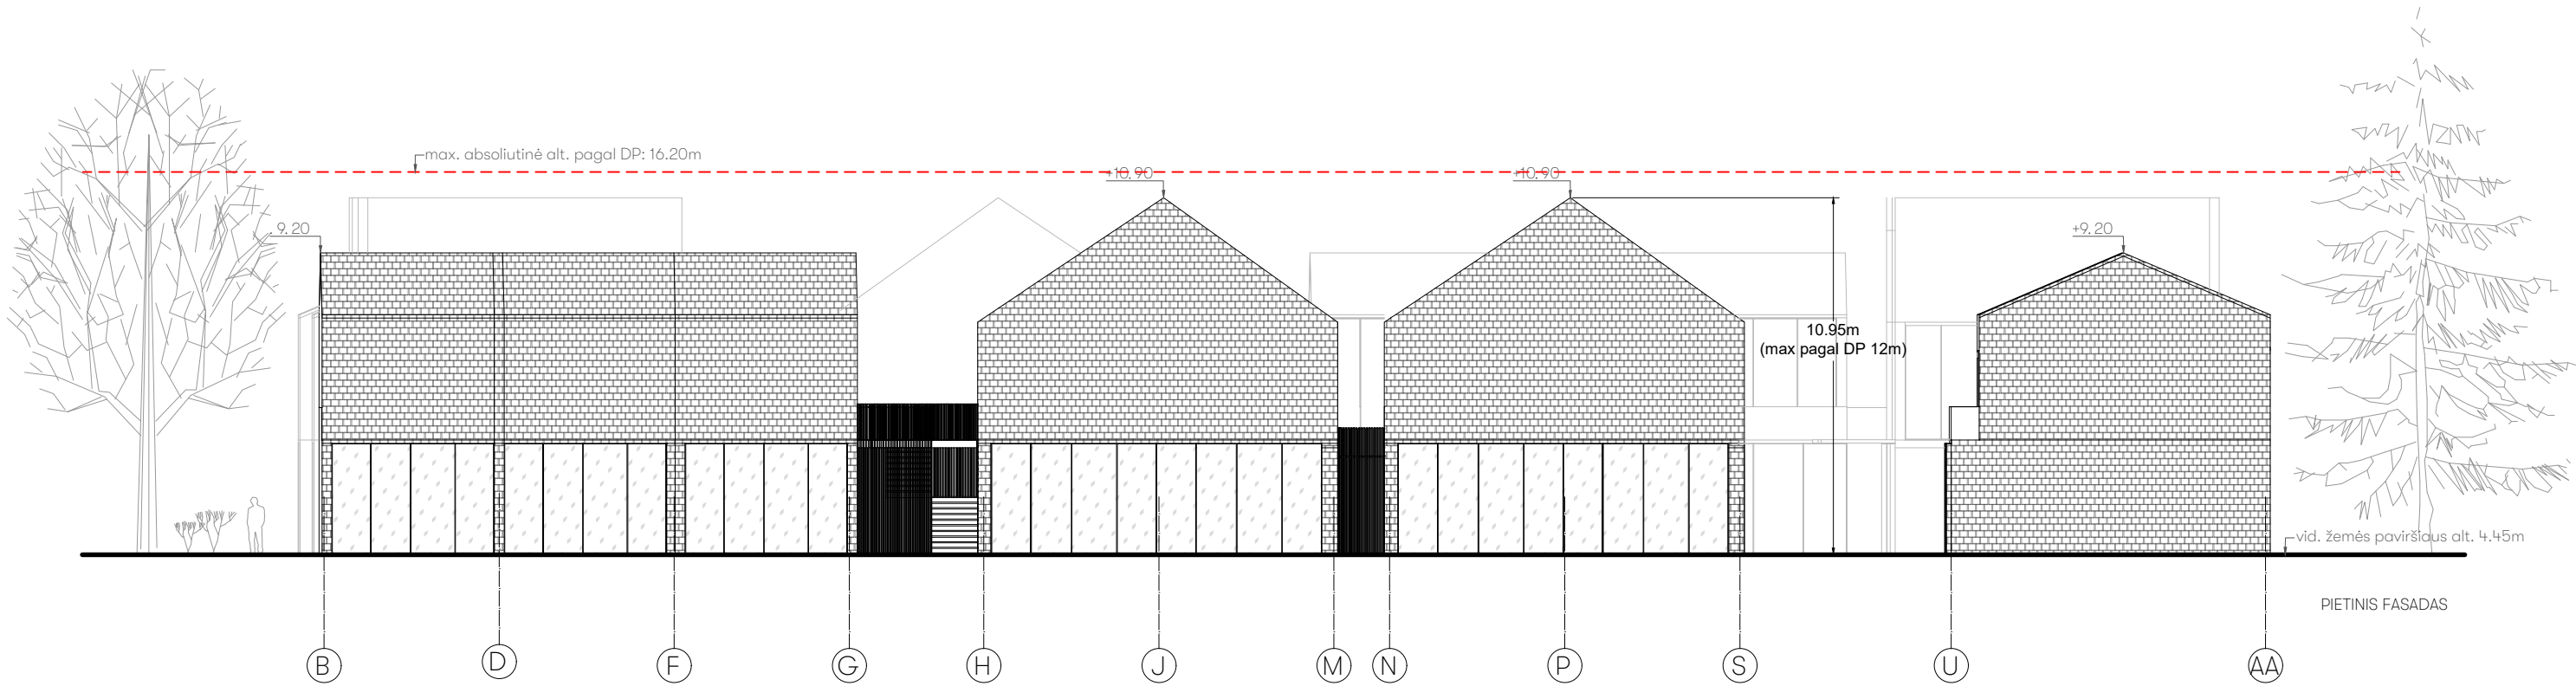 max. absoliutinė alt. pagal DP: 16.20m
+10.90
+10.90
9.20
+9.20
10.95m
(max pagal DP 12m)
vid. žemės paviršiaus alt. 4.45m
PIETINIS FASADAS
B D F G H J M N P S U AA